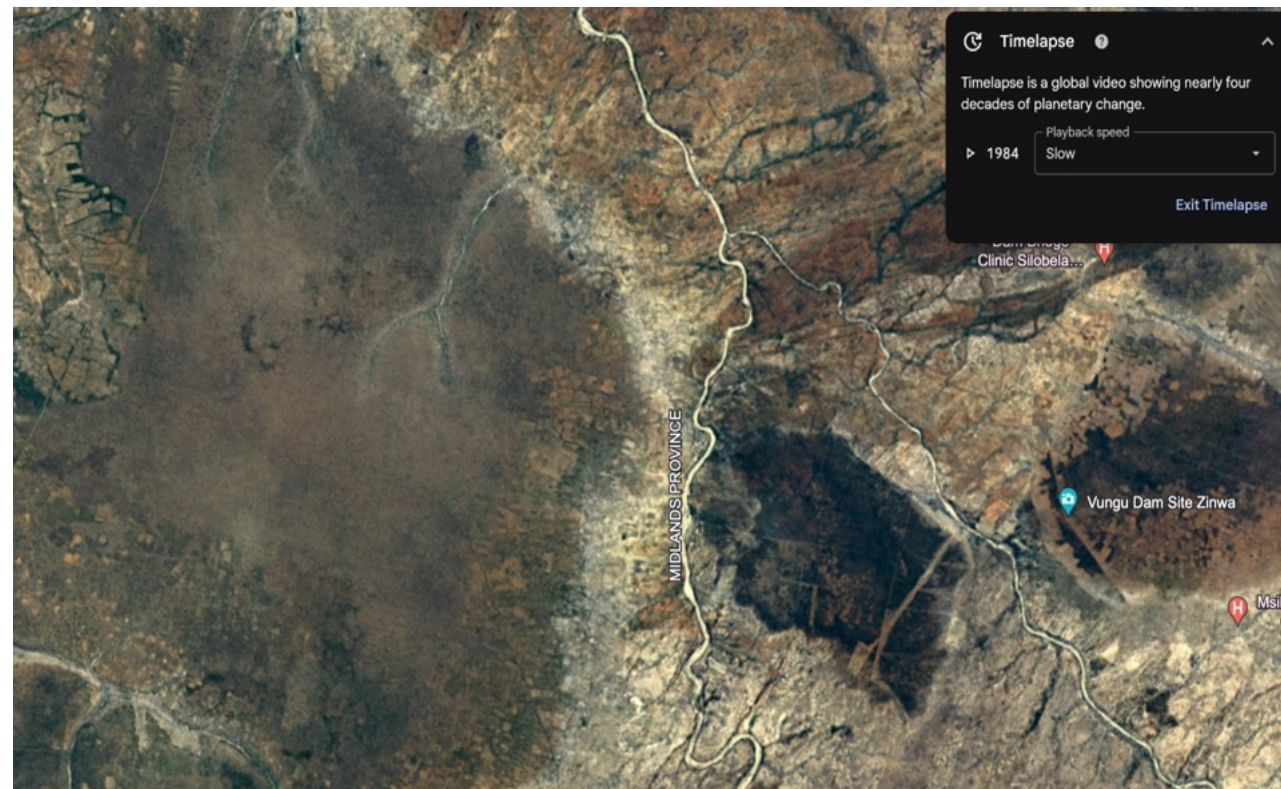 Timelapse
Timelapse is a global video showing nearly four
decades of planetary change.
Playback speed
1984
Slow
Exit Timelapse
Clinic Silobela...
MIDLANDS PROVINCE
Vungu Dam Site Zinwa